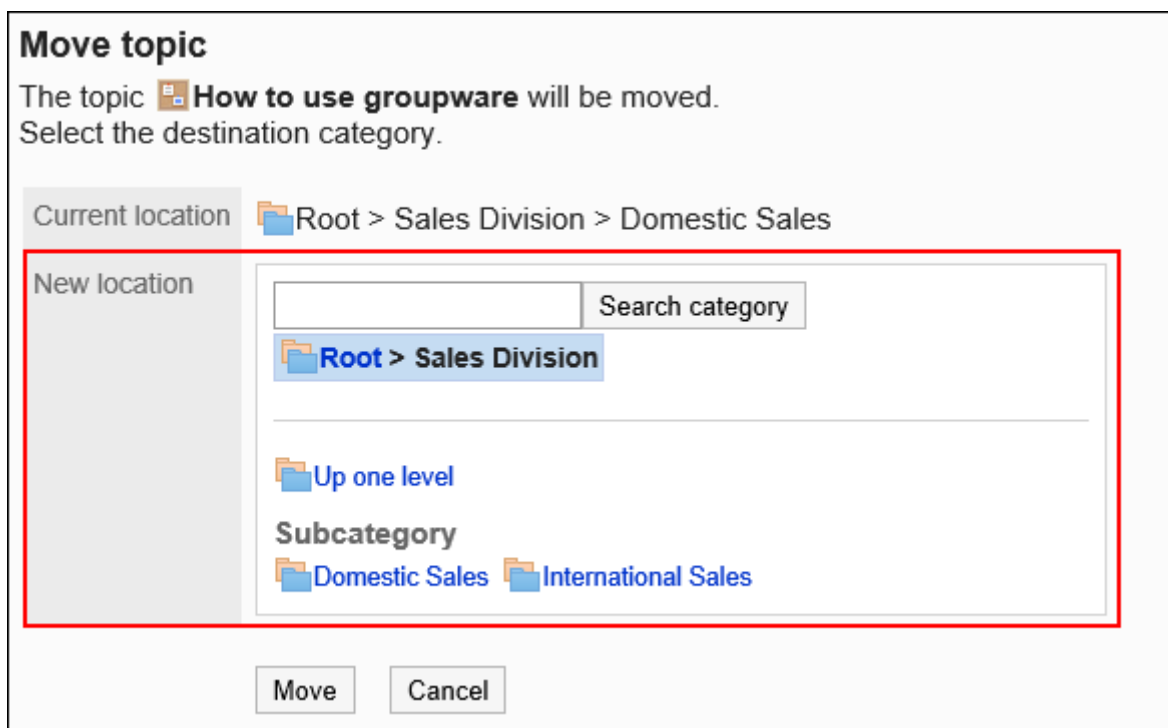 Move topic
The topic How to use groupware will be moved.
Select the destination category.
Current location Root > Sales Division > Domestic Sales
New location
Search category
Root > Sales Division
Up one level
Subcategory
Domestic Sales International Sales
Move Cancel